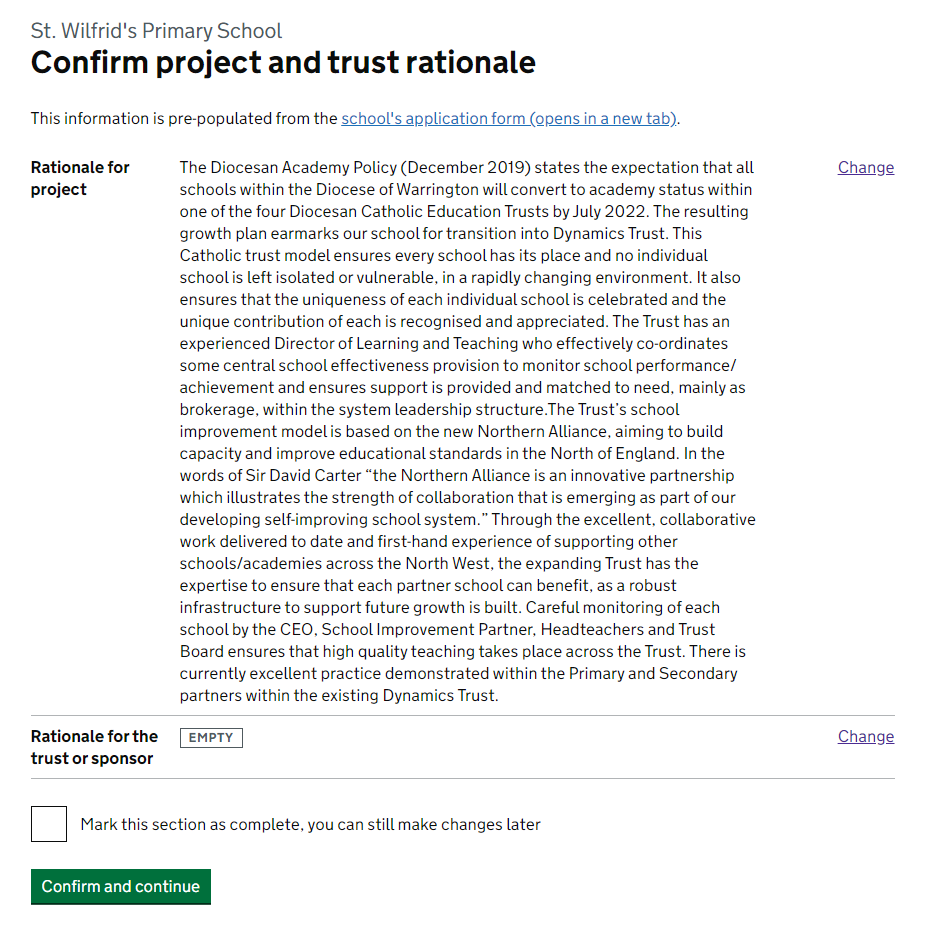 St. Wilfrid's Primary School
Confirm project and trust rationale
This information is pre-populated from the school's application form (opens in a new tab).
Rationale for project
Change
The Diocesan Academy Policy (December 2019) states the expectation that all
schools within the Diocese of Warrington will convert to academy status within
one of the four Diocesan Catholic Education Trusts by July 2022. The resulting
growth plan earmarks our school for transition into Dynamics Trust. This
Catholic trust model ensures every school has its place and no individual
school is left isolated or vulnerable, in a rapidly changing environment. It also
ensures that the uniqueness of each individual school is celebrated and the
unique contribution of each is recognised and appreciated. The Trust has an
experienced Director of Learning and Teaching who effectively co-ordinates
some central school effectiveness provision to monitor school performance/
achievement and ensures support is provided and matched to need, mainly as
brokerage, within the system leadership structure.The Trust’s school
improvement model is based on the new Northern Alliance, aiming to build
capacity and improve educational standards in the North of England. In the
words of Sir David Carter “the Northern Alliance is an innovative partnership
which illustrates the strength of collaboration that is emerging as part of our
developing self-improving school system.” Through the excellent, collaborative
work delivered to date and first-hand experience of supporting other
schools/academies across the North West, the expanding Trust has the
expertise to ensure that each partner school can benefit, as a robust
infrastructure to support future growth is built. Careful monitoring of each
school by the CEO, School Improvement Partner, Headteachers and Trust
Board ensures that high quality teaching takes place across the Trust. There is
currently excellent practice demonstrated within the Primary and Secondary
partners within the existing Dynamics Trust.
Rationale for the
trust or sponsor
EMPTY
Change
Mark this section as complete, you can still make changes later
Confirm and continue